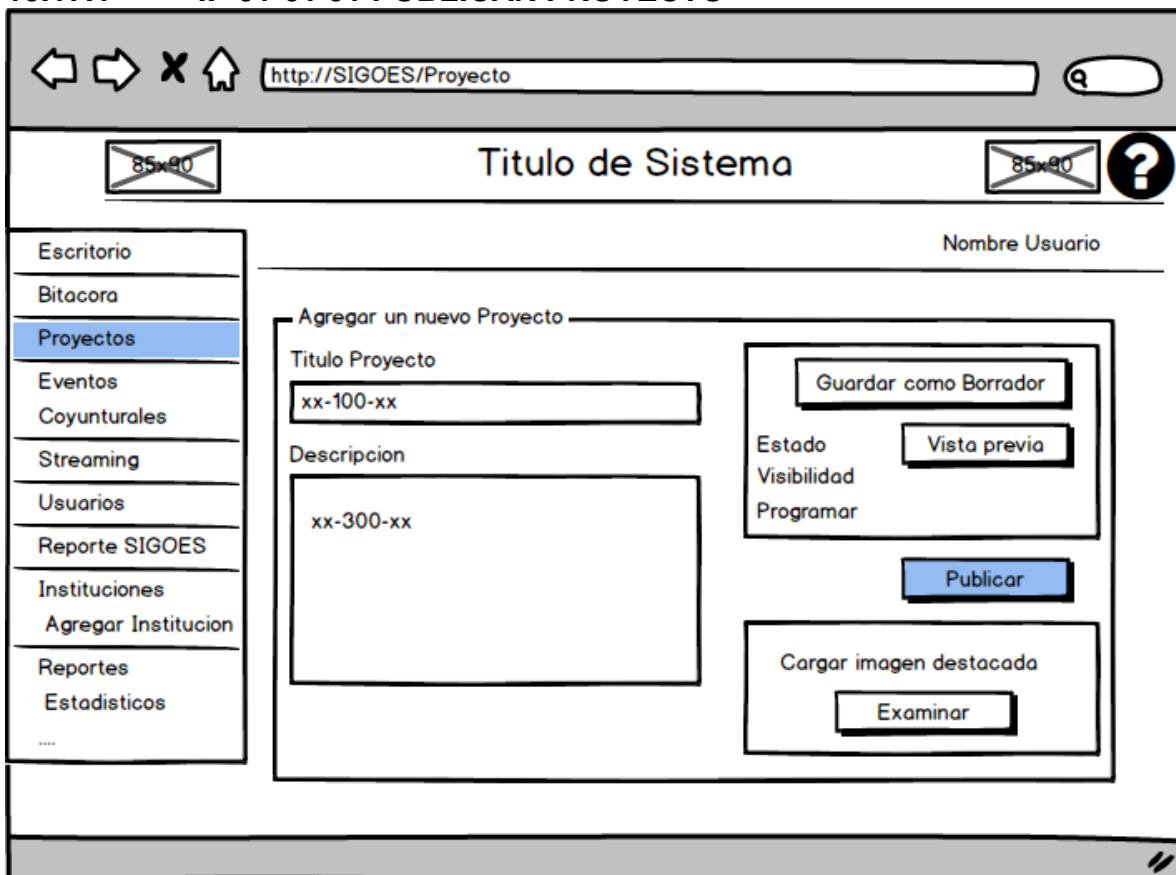 http://SIGOES/Proyecto
85x90
Titulo de Sistema
85x90
?
Nombre Usuario
Escritorio
Bitacora
Proyectos
Eventos
Coyunturales
Streaming
Usuarios
Reporte SIGOES
Instituciones
Agregar Institucion
Reportes
Estadisticos
....
Agregar un nuevo Proyecto
Titulo Proyecto
xx-100-xx
Descripcion
xx-300-xx
Guardar como Borrador
Estado
Vista previa
Visibilidad
Programar
Publicar
Cargar imagen destacada
Examinar